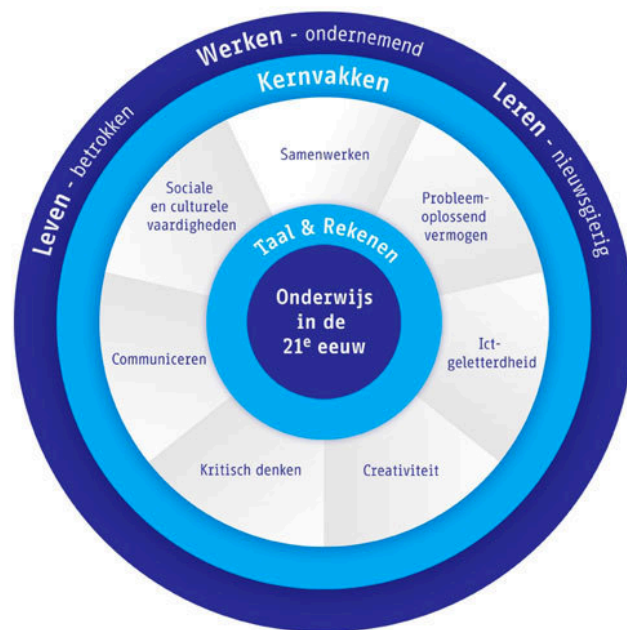 Werken - ondernemend
Leven - betrokken
Leren - nieuwsgierig
Kernvakken
Samenwerken
Sociale
en culturele
vaardigheden
Probleem-
oplossend
vermogen
Taal & Rekenen
Onderwijs
in de
21e eeuw
Communiceren
Ict-
geletterdheid
Kritisch denken
Creativiteit